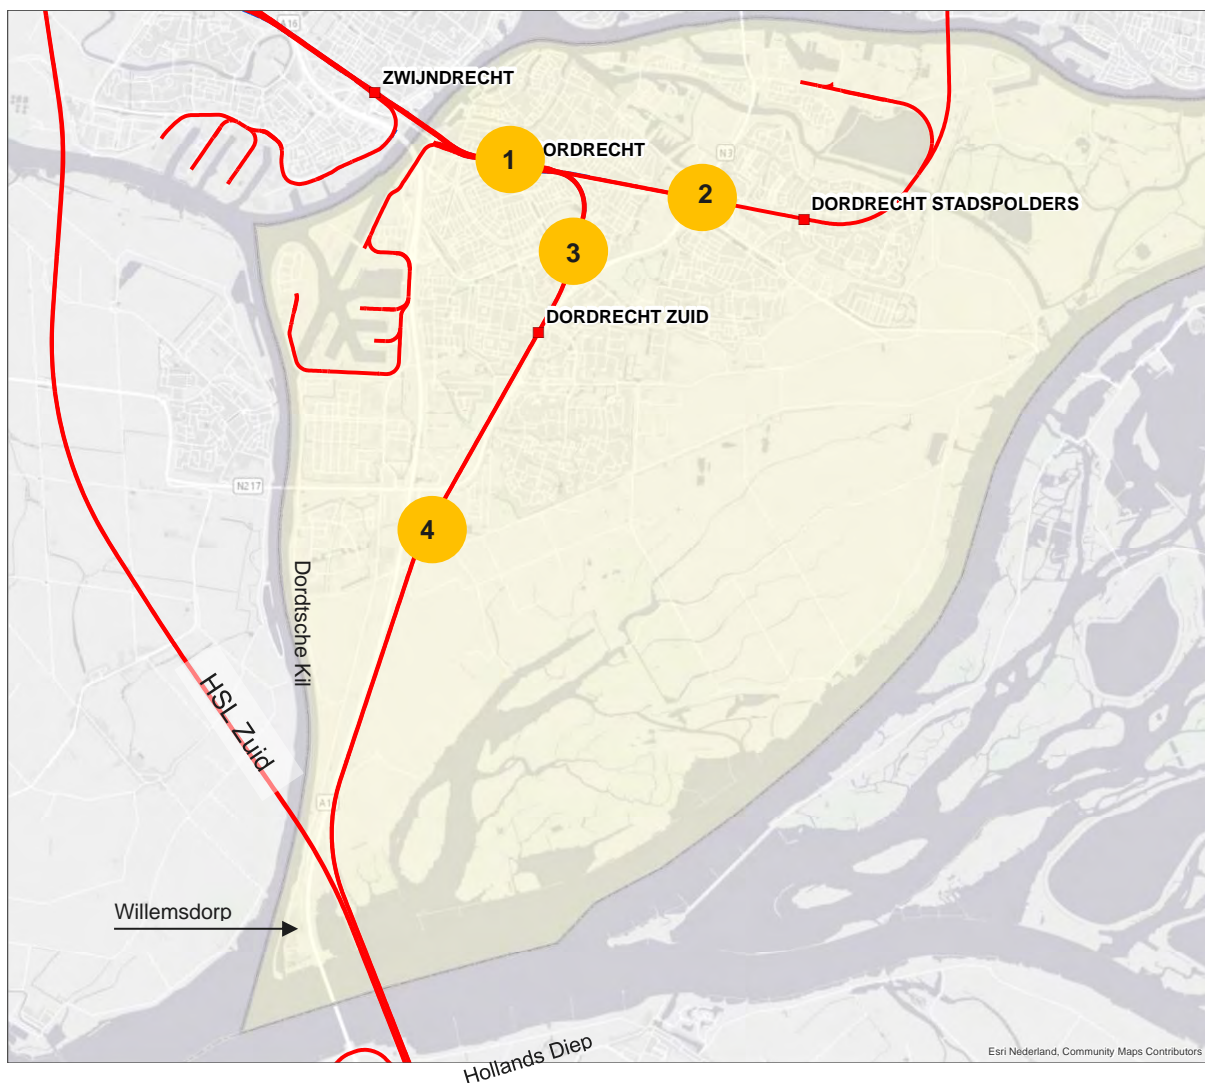 A16
ZWIJNDRECHT
1
ORDRECHT
N3
2
DORDRECHT STADSPOLDERS
3
DORDRECHT ZUID
N217
4
Dordtsche Kil
HSL Zuid
Willemsdorp
Hollands Diep
Esri Nederland, Community Maps Contributors